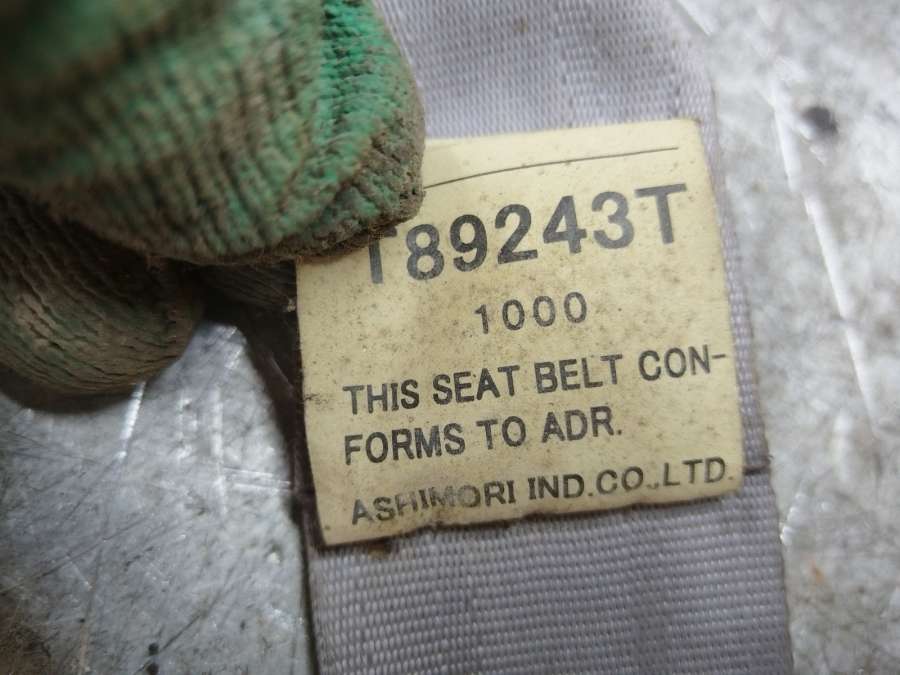 T89243T
1000
THIS SEAT BELT CON-
FORMS TO ADR.
ASHIMORI IND.CO.,LTD.